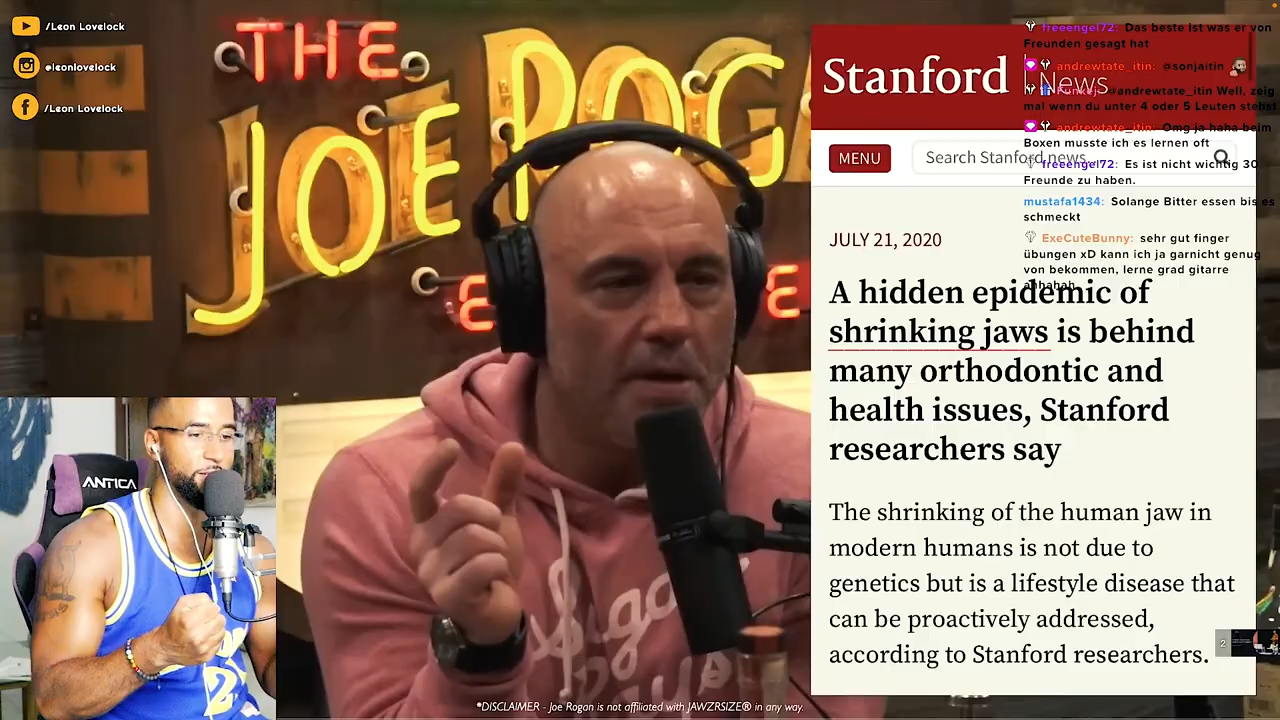 /Leon Lovelock
@leonlovelock
/Leon Lovelock
THE
JOE ROGA
E
E
ANTICA
Stanford News
MENU
Search Stanford news...
JULY 21, 2020
A hidden epidemic of
shrinking jaws is behind
many orthodontic and
health issues, Stanford
researchers say
The shrinking of the human jaw in
modern humans is not due to
genetics but is a lifestyle disease that
can be proactively addressed,
according to Stanford researchers.
freeengel72: Das beste ist was er von
Freunden gesagt hat
andrewtate_itin: @sonjaitin
@andrewtate_itin Well, zeig
mal wenn du unter 4 oder 5 Leuten stehst
andrewtate_itin: Omg ja haha beim
Boxen musste ich es lernen oft
freeengel72: Es ist nicht wichtig 30
Freunde zu haben.
mustafa1434: Solange Bitter essen bis es
schmeckt
ExeCuteBunny: sehr gut finger
übungen xD kann ich ja garnicht genug
von bekommen, lerne grad gitarre
ahhahah
2
*DISCLAIMER - Joe Rogan is not affiliated with JAWZRSIZE® in any way.